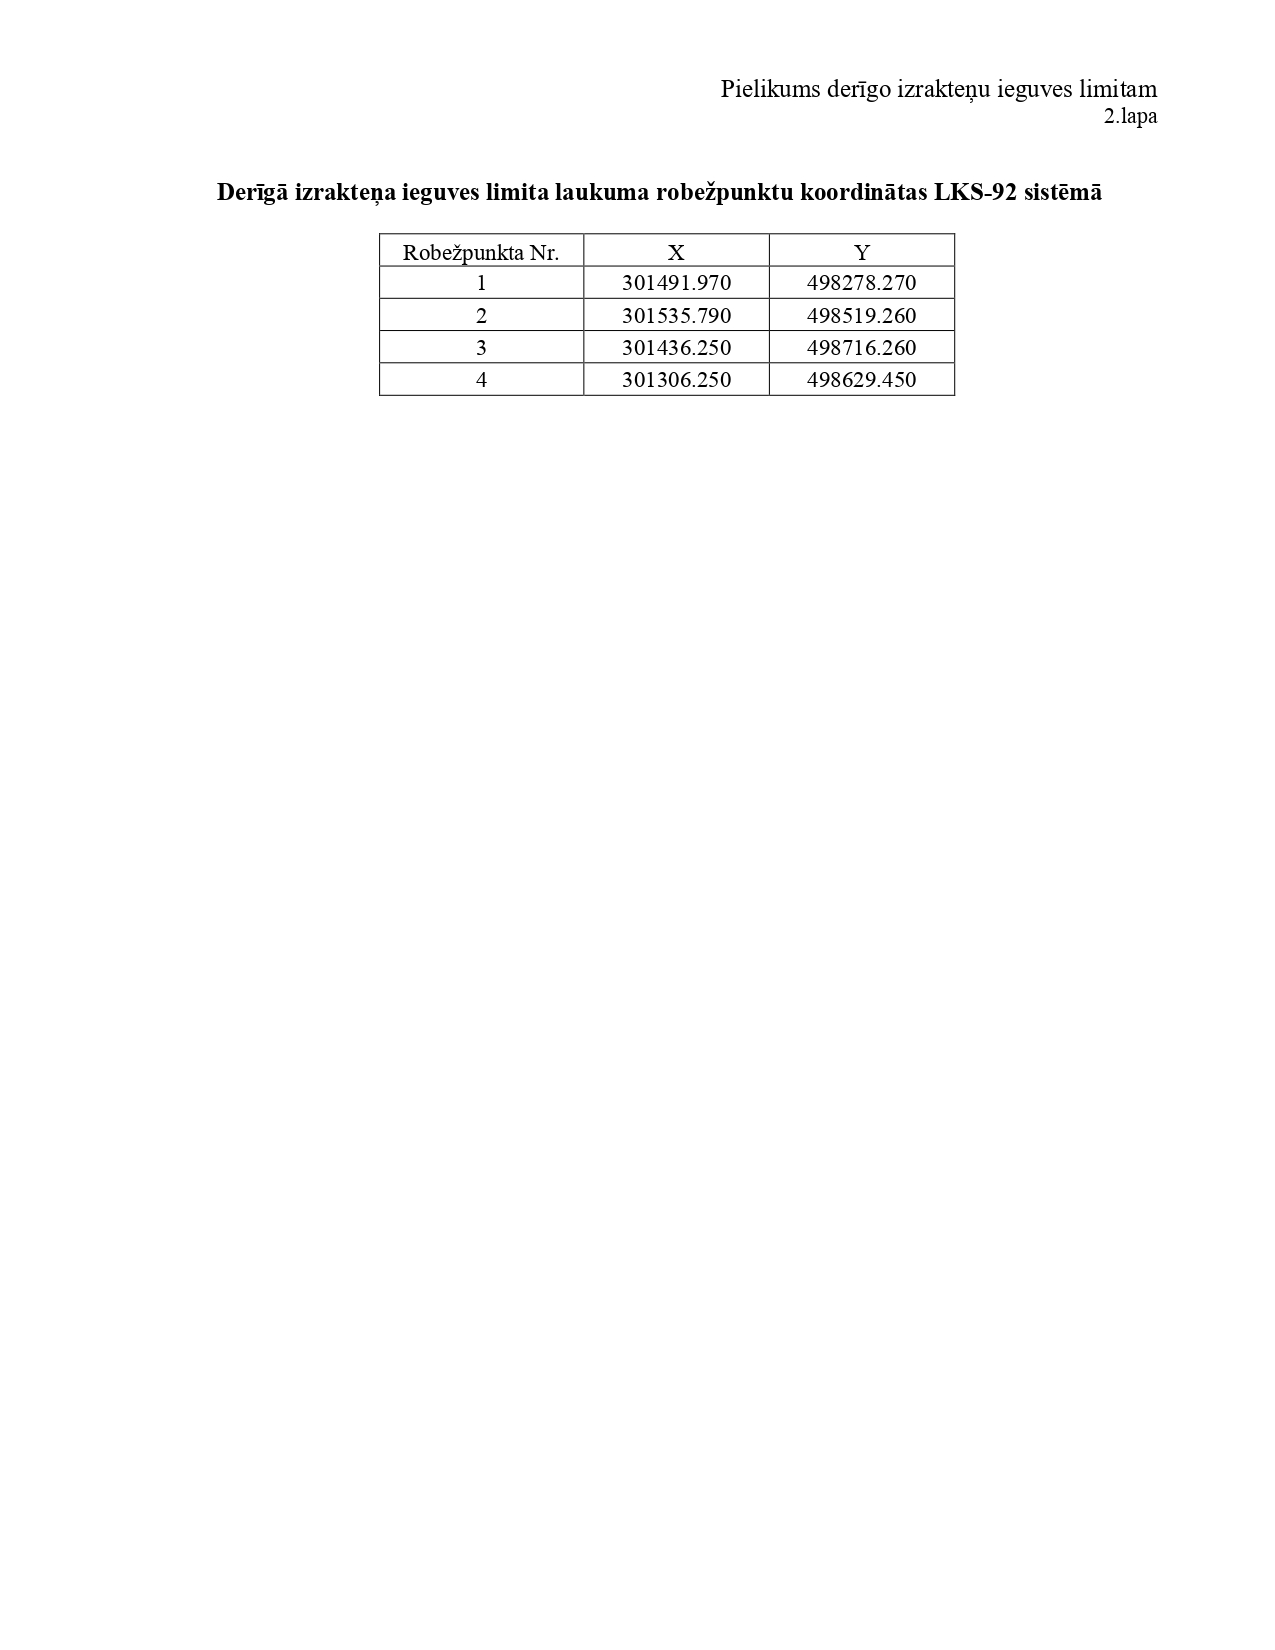 Pielikums derīgo izrakteņu ieguves limitam
2.lapa
Derīgā izrakteņa ieguves limita laukuma robežpunktu koordinātas LKS-92 sistēmā
Robežpunkta Nr. X Y
1 301491.970 498278.270
2 301535.790 498519.260
3 301436.250 498716.260
4 301306.250 498629.450